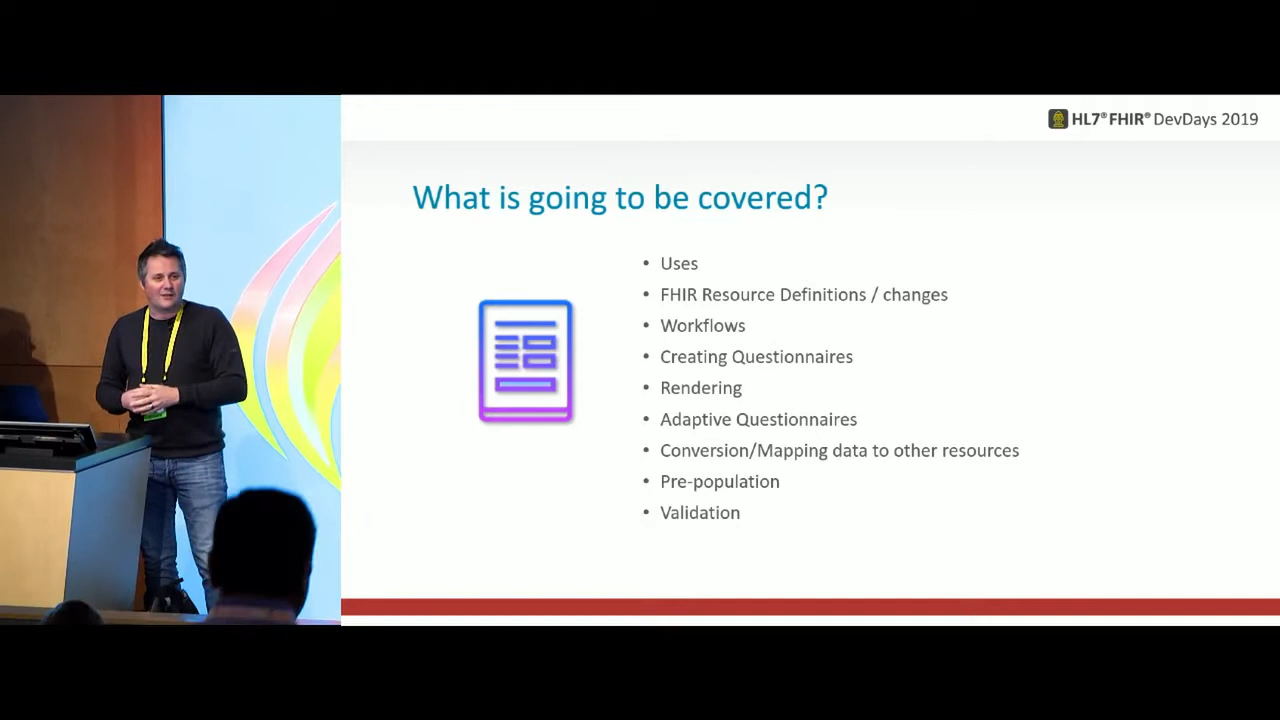 HL7® FHIR® DevDays 2019
What is going to be covered?
• Uses
• FHIR Resource Definitions / changes
• Workflows
• Creating Questionnaires
• Rendering
• Adaptive Questionnaires
• Conversion/Mapping data to other resources
• Pre-population
• Validation